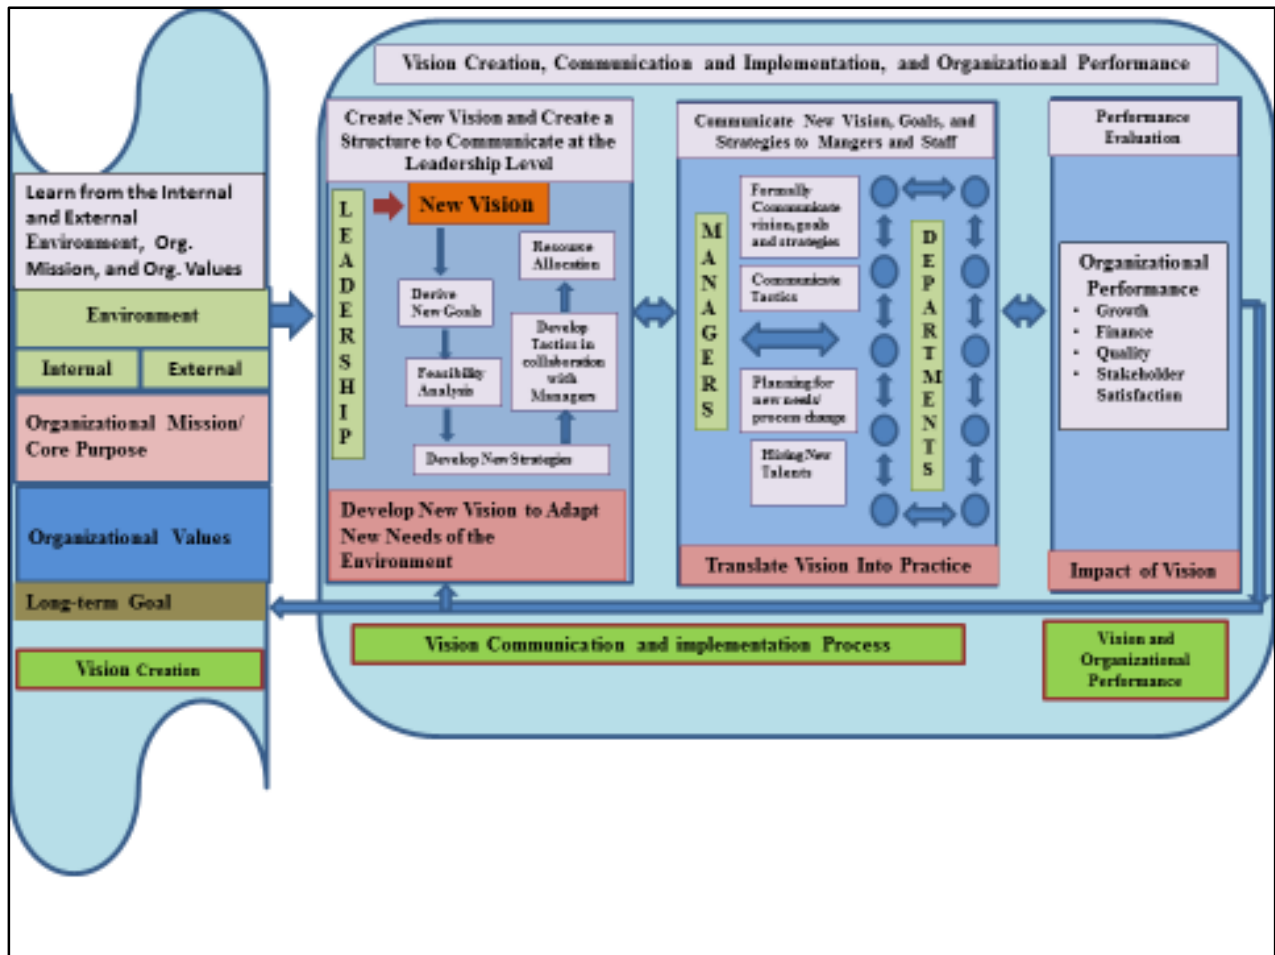 Vision Creation, Communication and Implementation, and Organizational Performance
Learn from the Internal
and External
Environment, Org.
Mission, and Org. Values
Environment
Internal
External
Organizational Mission/
Core Purpose
Organizational Values
Long-term Goal
Vision Creation
Create New Vision and Create a
Structure to Communicate at the
Leadership Level
LEADERSHIP
New Vision
Derive
New Goals
Feasibility
Analysis
Develop New Strategies
Develop
Tactics in
collaboration
with
Managers
Resource
Allocation
Develop New Vision to Adapt
New Needs of the
Environment
Communicate New Vision, Goals, and
Strategies to Mangers and Staff
MANAGERS
Formally
Communicate
vision, goals
and strategies
Communicate
Tactics
Planning for
new needs/
process change
Hiring New
Talents
DEPARTMENTS
Translate Vision Into Practice
Performance
Evaluation
Organizational
Performance
• Growth
• Finance
• Quality
• Stakeholder
Satisfaction
Impact of Vision
Vision Communication and implementation Process
Vision and
Organizational
Performance